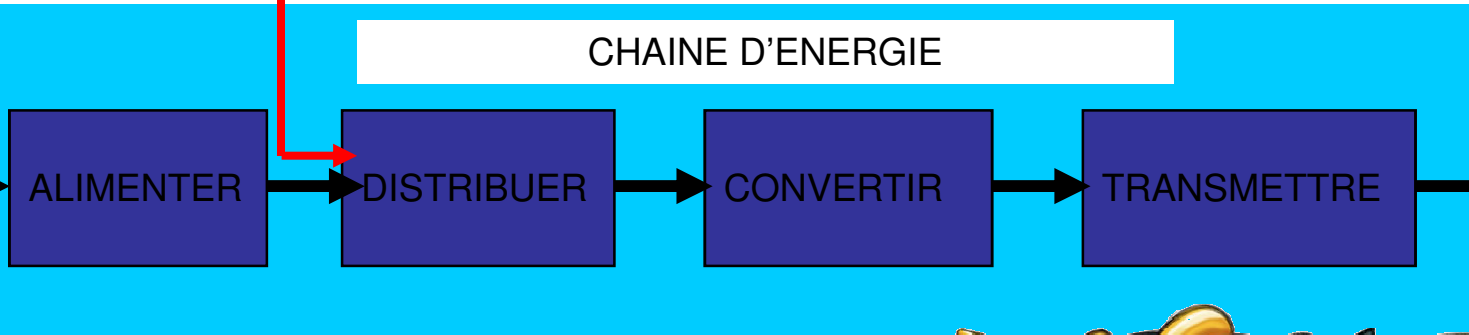 CHAINE D'ENERGIE
ALIMENTER
DISTRIBUER
CONVERTIR
TRANSMETTRE